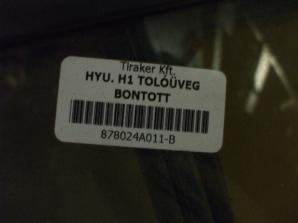 Tiraker Kft.
HYU. H1 TOLÓÜVEG
BONTOTT
878024A011-B